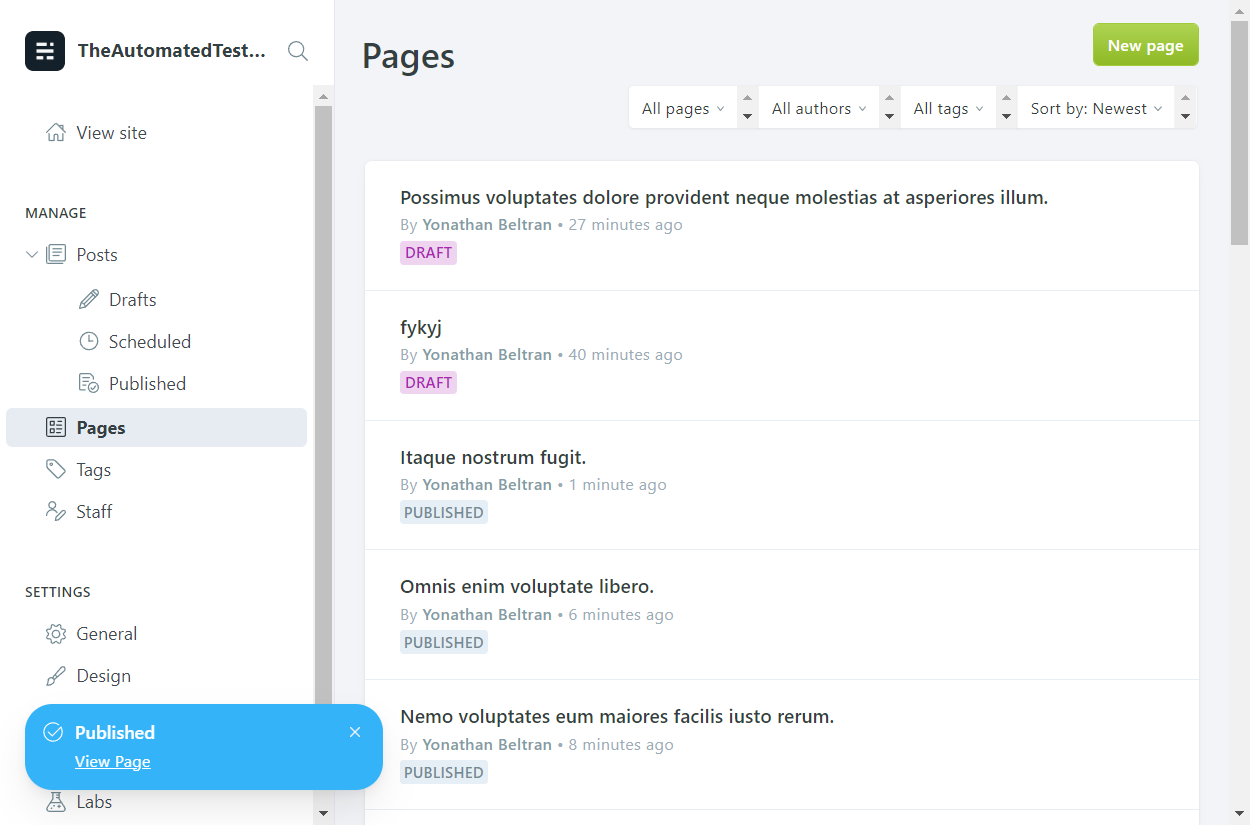 TheAutomatedTest...
View site
MANAGE
Posts
Drafts
Scheduled
Published
Pages
Tags
Staff
SETTINGS
General
Design
Published
View Page
Labs
Pages
New page
All pages
All authors
All tags
Sort by: Newest
Possimus voluptates dolore provident neque molestias at asperiores illum.
By Yonathan Beltran • 27 minutes ago
DRAFT
fykyj
By Yonathan Beltran • 40 minutes ago
DRAFT
Itaque nostrum fugit.
By Yonathan Beltran • 1 minute ago
PUBLISHED
Omnis enim voluptate libero.
By Yonathan Beltran • 6 minutes ago
PUBLISHED
Nemo voluptates eum maiores facilis iusto rerum.
By Yonathan Beltran • 8 minutes ago
PUBLISHED